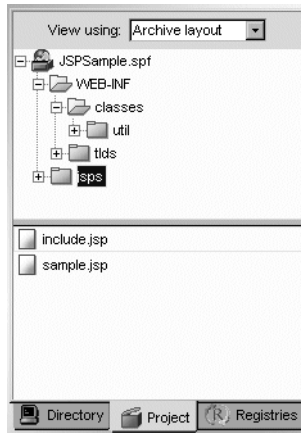 View using: Archive layout
JSPSample.spf
WEB-INF
classes
util
tlds
jsps
include.jsp
sample.jsp
Directory Project Registries